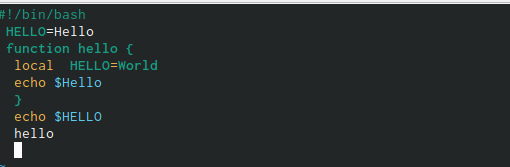 #!/bin/bash
HELLO=Hello
function hello {
local  HELLO=World
echo $Hello
}
echo $HELLO
hello
~